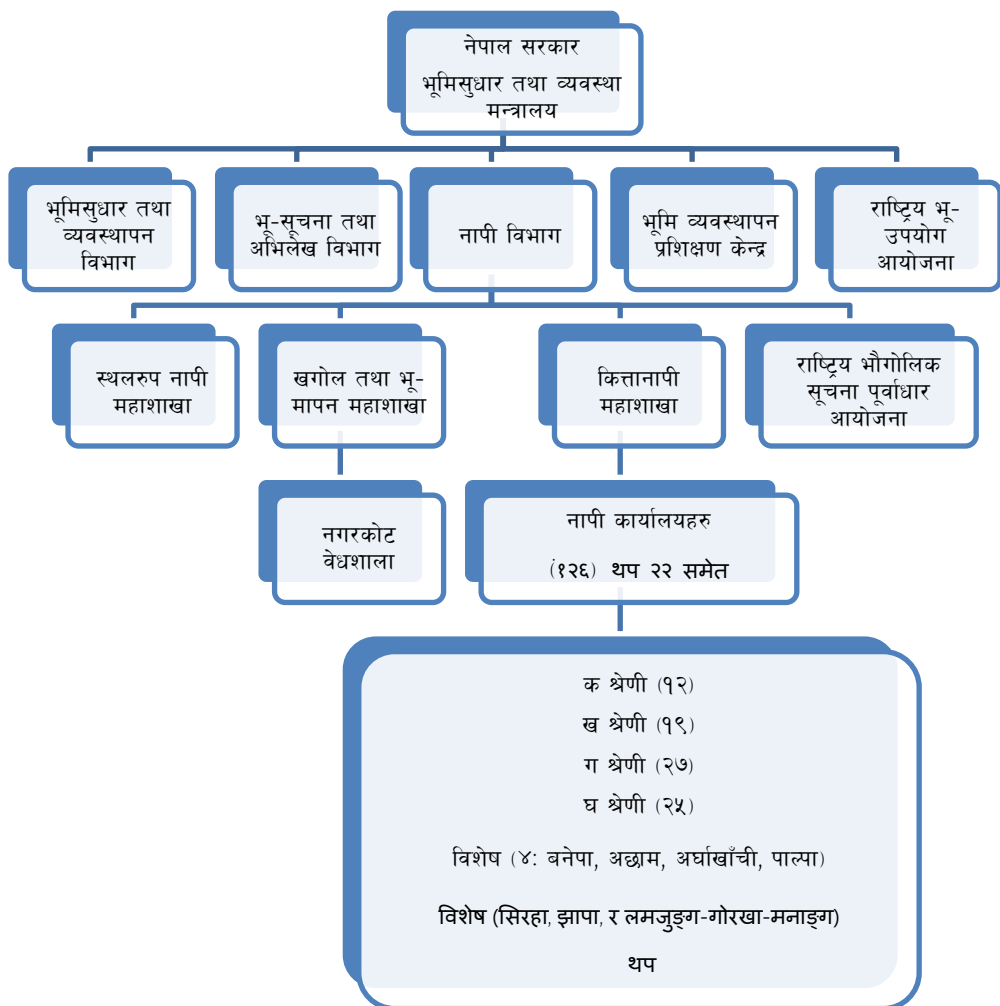 नेपाल सरकार
भूमिसुधार तथा व्यवस्था
मन्त्रालय
भूमिसुधार तथा
व्यवस्थापन
विभाग
भू-सूचना तथा
अभिलेख विभाग
नापी विभाग
भूमि व्यवस्थापन
प्रशिक्षण केन्द्र
राष्ट्रिय भू-
उपयोग
आयोजना
स्थलरुप नापी
महाशाखा
खगोल तथा भू-
मापन महाशाखा
कित्तानापी
महाशाखा
राष्ट्रिय भौगोलिक
सूचना पूर्वाधार
आयोजना
नगरकोट
वेधशाला
नापी कार्यालयहरु
(१२६) थप २२ समेत
क श्रेणी (१२)
ख श्रेणी (१९)
ग श्रेणी (२७)
घ श्रेणी (२५)
विशेष (४: बनेपा, अछाम, अर्घाखाँची, पाल्पा)
विशेष (सिरहा, झापा, र लमजुङ्ग-गोरखा-मनाङ्ग)
थप